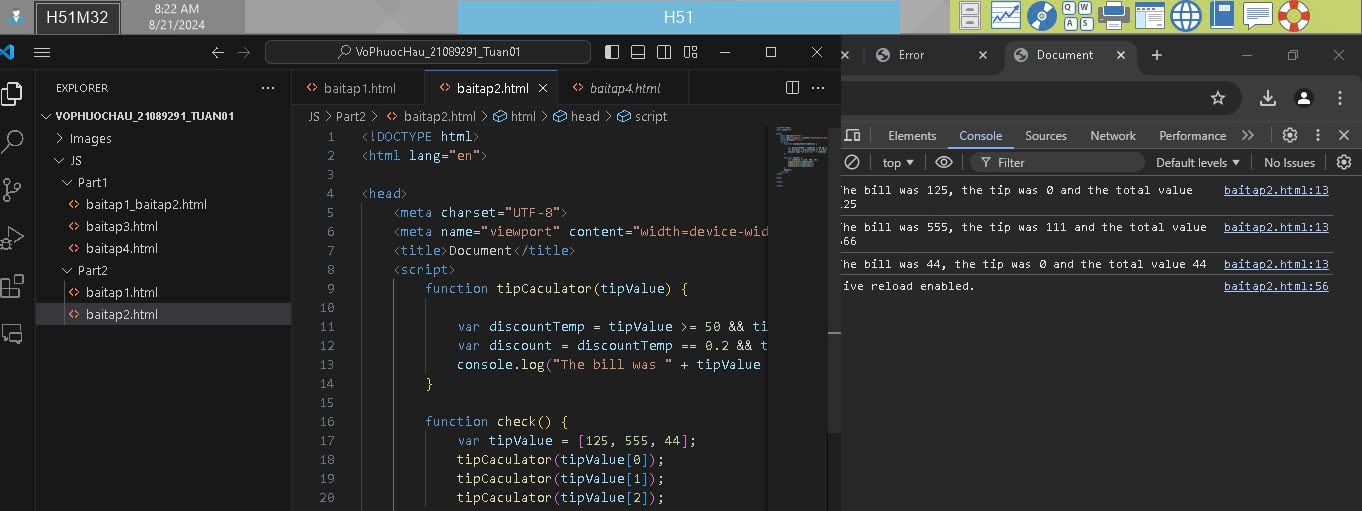 H51M32
8:22 AM
8/21/2024
H51
Q W
A S
VoPhuocHau_21089291_Tuan01
EXPLORER
VOPHUOCHAU_21089291_TUAN01
Images
JS
Part1
baitap1_baitap2.html
baitap3.html
baitap4.html
Part2
baitap1.html
baitap2.html
baitap1.html
baitap2.html
baitap4.html
JS > Part2 > baitap2.html > html > head > script
1 <!DOCTYPE html>
2 <html lang="en">
3
4 <head>
5 <meta charset="UTF-8">
6 <meta name="viewport" content="width=device-wid
7 <title>Document</title>
8 <script>
9 function tipCaculator(tipValue) {
10
11 var discountTemp = tipValue >= 50 && ti
12 var discount = discountTemp == 0.2 && t
13 console.log("The bill was " + tipValue
14 }
15
16 function check() {
17 var tipValue = [125, 555, 44];
18 tipCaculator(tipValue[0]);
19 tipCaculator(tipValue[1]);
20 tipCaculator(tipValue[2]);
Error
Document
Elements Console Sources Network Performance
top Filter Default levels No Issues
The bill was 125, the tip was 0 and the total value baitap2.html:13
125
The bill was 555, the tip was 111 and the total value baitap2.html:13
666
The bill was 44, the tip was 0 and the total value 44 baitap2.html:13
ive reload enabled. baitap2.html:56